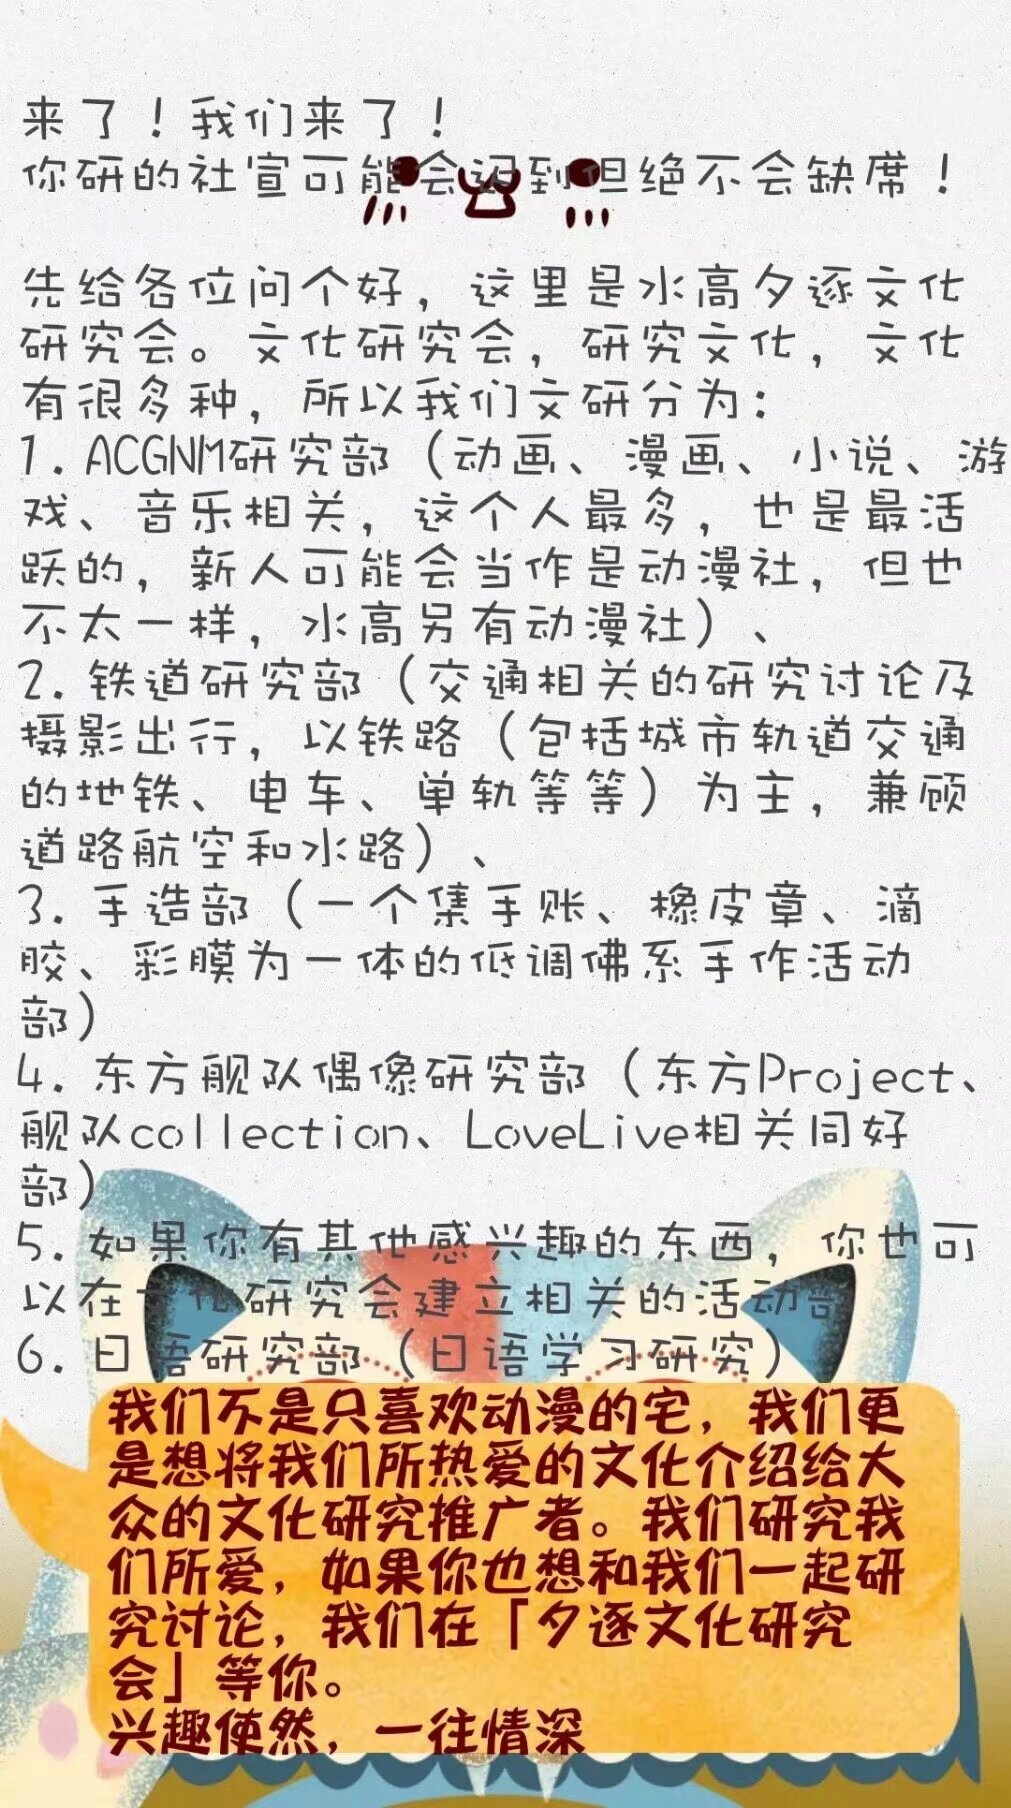 来了！我们来了！
你研的社宣可能会迟到但绝不会缺席！
先给各位问个好，这里是水高夕逐文化
研究会。文化研究会，研究文化，文化
有很多种，所以我们文研分为：
1. ACGNM研究部（动画、漫画、小说、游
戏、音乐相关，这个人最多，也是最活
跃的，新人可能会当作是动漫社，但也
不太一样，水高另有动漫社）、
2. 铁道研究部（交通相关的研究讨论及
摄影出行，以铁路（包括城市轨道交通
的地铁、电车、单轨等等）为主，兼顾
道路航空和水路）、
3. 手造部（一个集手账、橡皮章、滴
胶、彩膜为一体的低调佛系手作活动
部）
4. 东方舰队偶像研究部（东方Project、
舰队collection、LoveLive相关同好
部）
5. 如果你有其他感兴趣的东西，你也可
以在文化研究会建立相关的活动部
6. 日语研究部（日语学习研究）
我们不是只喜欢动漫的宅，我们更
是想将我们所热爱的文化介绍给大
众的文化研究推广者。我们研究我
们所爱，如果你也想和我们一起研
究讨论，我们在「夕逐文化研究
会」等你。
兴趣使然，一往情深